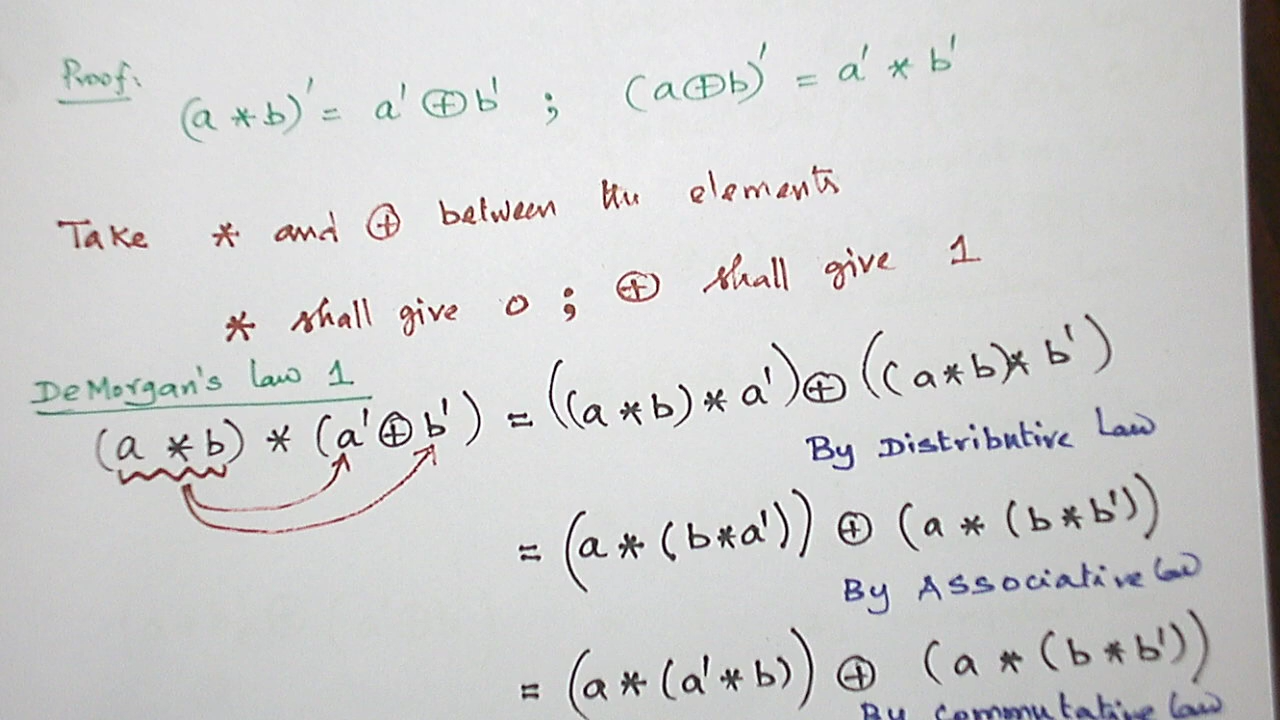 Proof:
(a * b)' = a' ⊕ b' ; (a ⊕ b)' = a' * b'
Take * and ⊕ between the elements
* shall give 0 ; ⊕ shall give 1
DeMorgan's law 1
(a * b) * (a' ⊕ b') = ((a * b) * a') ⊕ ((a * b) * b')
By Distributive Law
= (a * (b * a')) ⊕ (a * (b * b'))
By Associative law
= (a * (a' * b)) ⊕ (a * (b * b'))
By Commutative law